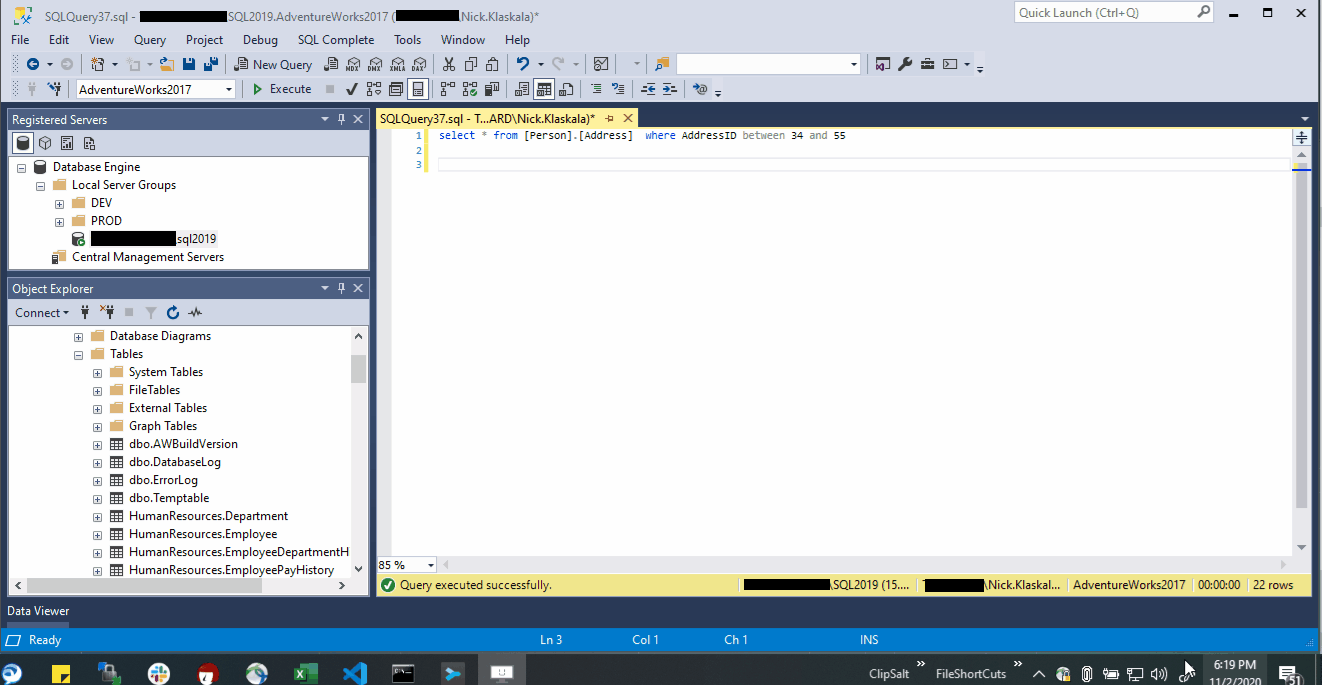 SQLQuery37.sql - SQL2019.AdventureWorks2017 ( \Nick.Klaskala)*
Quick Launch (Ctrl+Q)
File Edit View Query Project Debug SQL Complete Tools Window Help
New Query MDX DMX XMLA DAX
AdventureWorks2017 Execute
Registered Servers
Database Engine
Local Server Groups
DEV
PROD
sql2019
Central Management Servers
Object Explorer
Connect
Database Diagrams
Tables
System Tables
FileTables
External Tables
Graph Tables
dbo.AWBuildVersion
dbo.DatabaseLog
dbo.ErrorLog
dbo.Temptable
HumanResources.Department
HumanResources.Employee
HumanResources.EmployeeDepartmentH
HumanResources.EmployeePayHistory
SQLQuery37.sql - T...ARD\Nick.Klaskala)*
1 select * from [Person].[Address] where AddressID between 34 and 55
2
3
85 %
Query executed successfully. \SQL2019 (15.... \Nick.Klaskal... AdventureWorks2017 00:00:00 22 rows
Data Viewer
Ready Ln 3 Col 1 Ch 1 INS
ClipSalt » FileShortCuts » 6:19 PM
11/2/2020 51